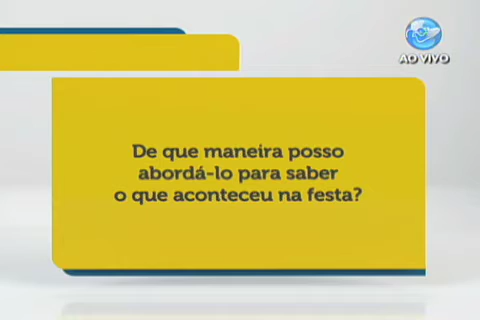 AO VIVO
De que maneira posso
abordá-lo para saber
o que aconteceu na festa?